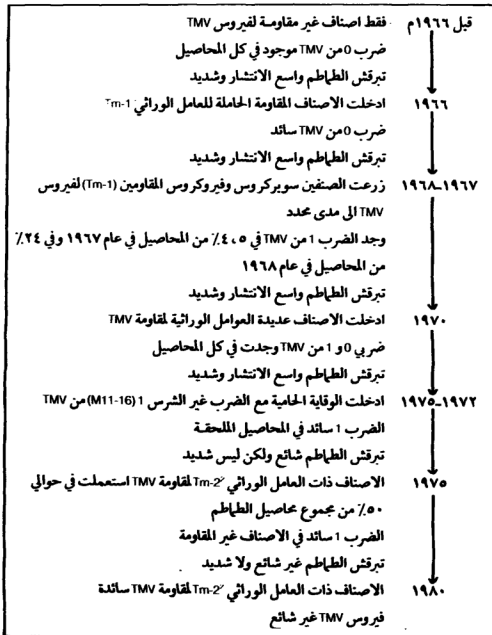 قبل ١٩٦٦م فقط اصناف غير مقاومة لفيروس TMV
ضرب 0 من TMV موجود في كل المحاصيل
تبرقش الطماطم واسع الانتشار وشديد
١٩٦٦ ادخلت الاصناف المقاومة الحاملة للعامل الوراثي Tm-1
ضرب 0 من TMV سائد
تبرقش الطماطم واسع الانتشار وشديد
١٩٦٧ـ١٩٦٨ زرعت الصنفين سوبركروس وفيروكروس المقاومين (Tm-1) لفيروس
TMV الى مدى محدد
وجد الضرب 1 من TMV في ٤،٥٪ من المحاصيل في عام ١٩٦٧ وفي ٢٤٪
من المحاصيل في عام ١٩٦٨
تبرقش الطماطم واسع الانتشار وشديد
١٩٧٠ ادخلت الاصناف عديدة العوامل الوراثية لمقاومة TMV
ضربي 0 و 1 من TMV وجدت في كل المحاصيل
تبرقش الطماطم واسع الانتشار وشديد
١٩٧٢ـ١٩٧٥ ادخلت الوقاية الحامية مع الضرب غير الشرس 1 (M11-16) من TMV
الضرب 1 سائد في المحاصيل الملحقة
تبرقش الطماطم شائع ولكن ليس شديد
١٩٧٥ الاصناف ذات العامل الوراثي Tm-2² لمقاومة TMV استعملت في حوالي
٥٠٪ من مجموع محاصيل الطماطم
الضرب 1 سائد في الاصناف غير المقاومة
تبرقش الطماطم غير شائع ولا شديد
١٩٨٠ الاصناف ذات العامل الوراثي Tm-2² لمقاومة TMV سائدة
فيروس TMV غير شائع